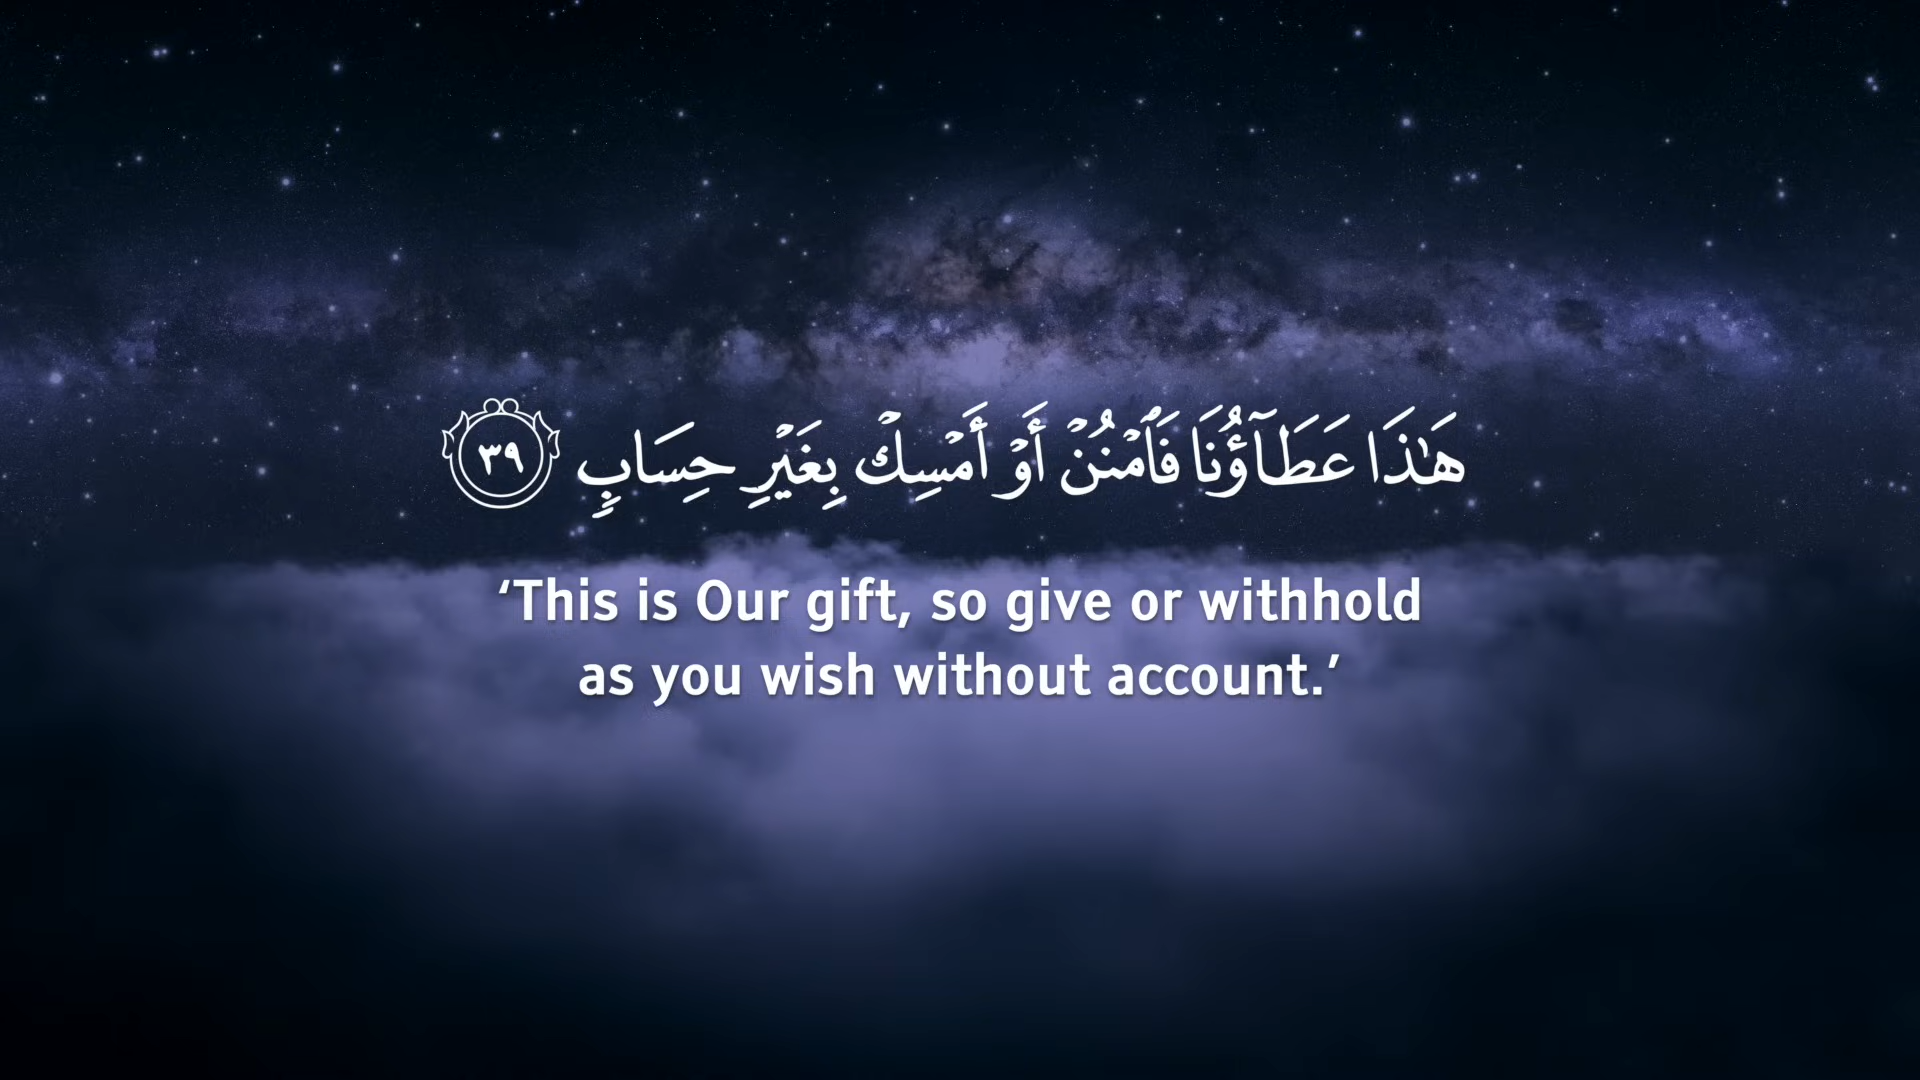 هَـٰذَا عَطَآؤُنَا فَٱمْنُنْ أَوْ أَمْسِكْ بِغَيْرِ حِسَابٍ ٣٩
‘This is Our gift, so give or withhold
as you wish without account.’